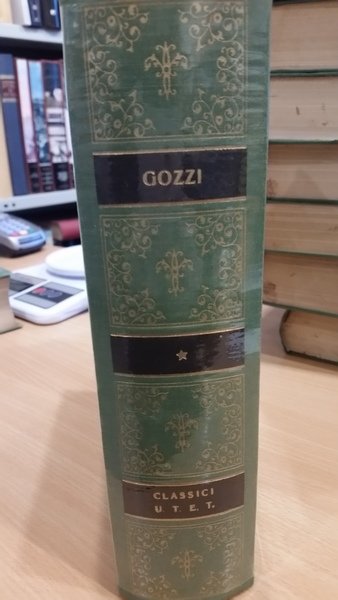 GOZZI
CLASSICI
U. T. E. T.